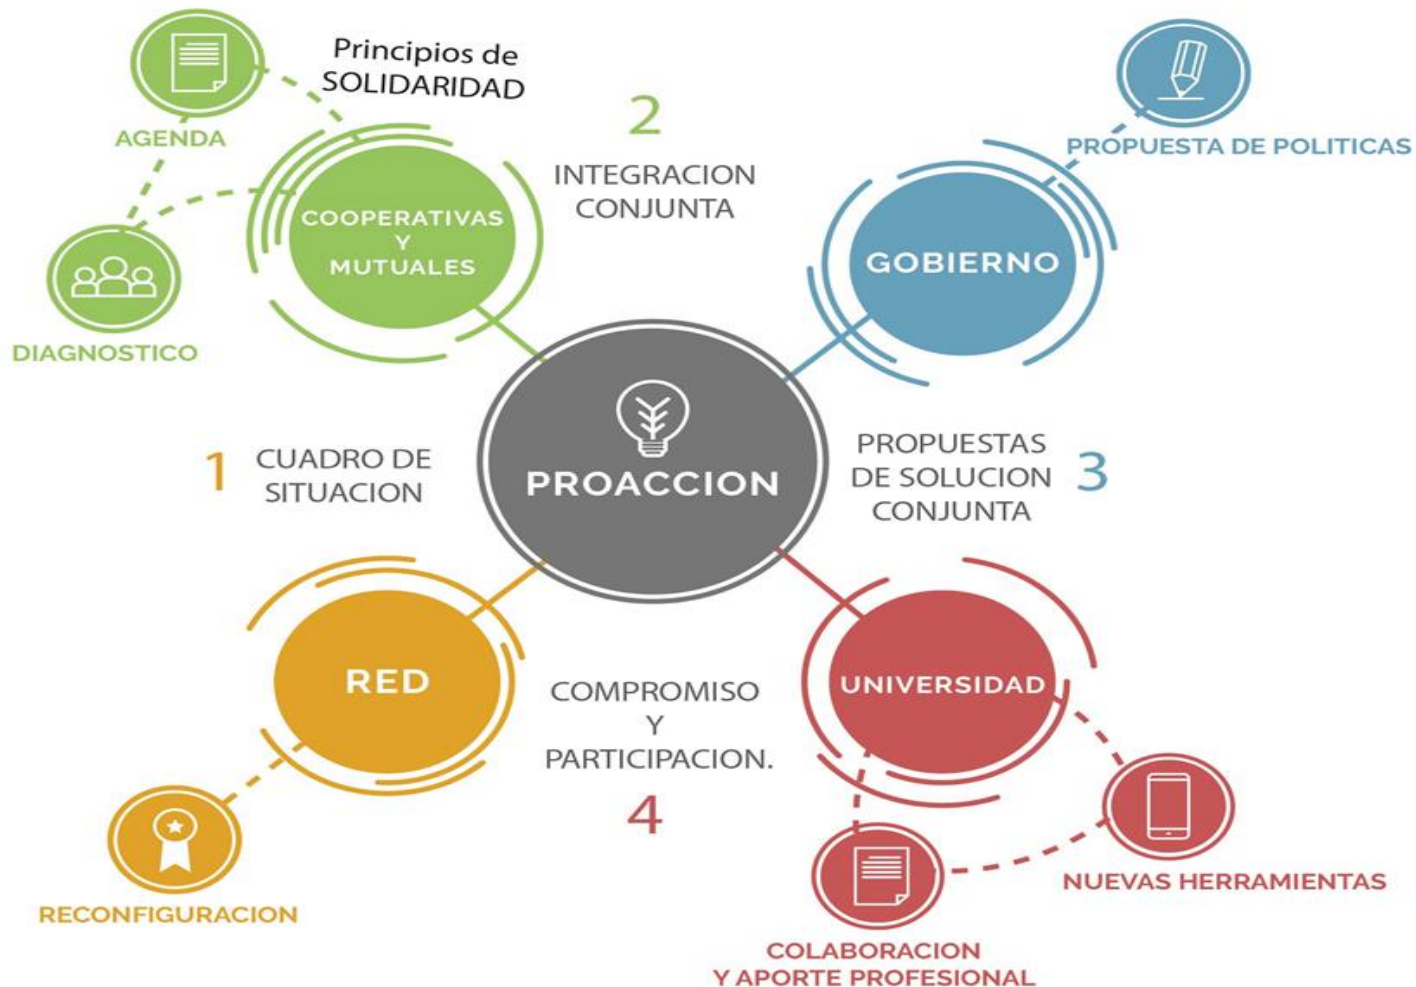 Principios de
SOLIDARIDAD
AGENDA
2
INTEGRACION
CONJUNTA
PROPUESTA DE POLITICAS
COOPERATIVAS
Y
MUTUALES
GOBIERNO
DIAGNOSTICO
1
CUADRO DE
SITUACION
PROACCION
PROPUESTAS
DE SOLUCION
CONJUNTA
3
RED
COMPROMISO
Y
PARTICIPACION.
4
UNIVERSIDAD
RECONFIGURACION
NUEVAS HERRAMIENTAS
COLABORACION
Y APORTE PROFESIONAL